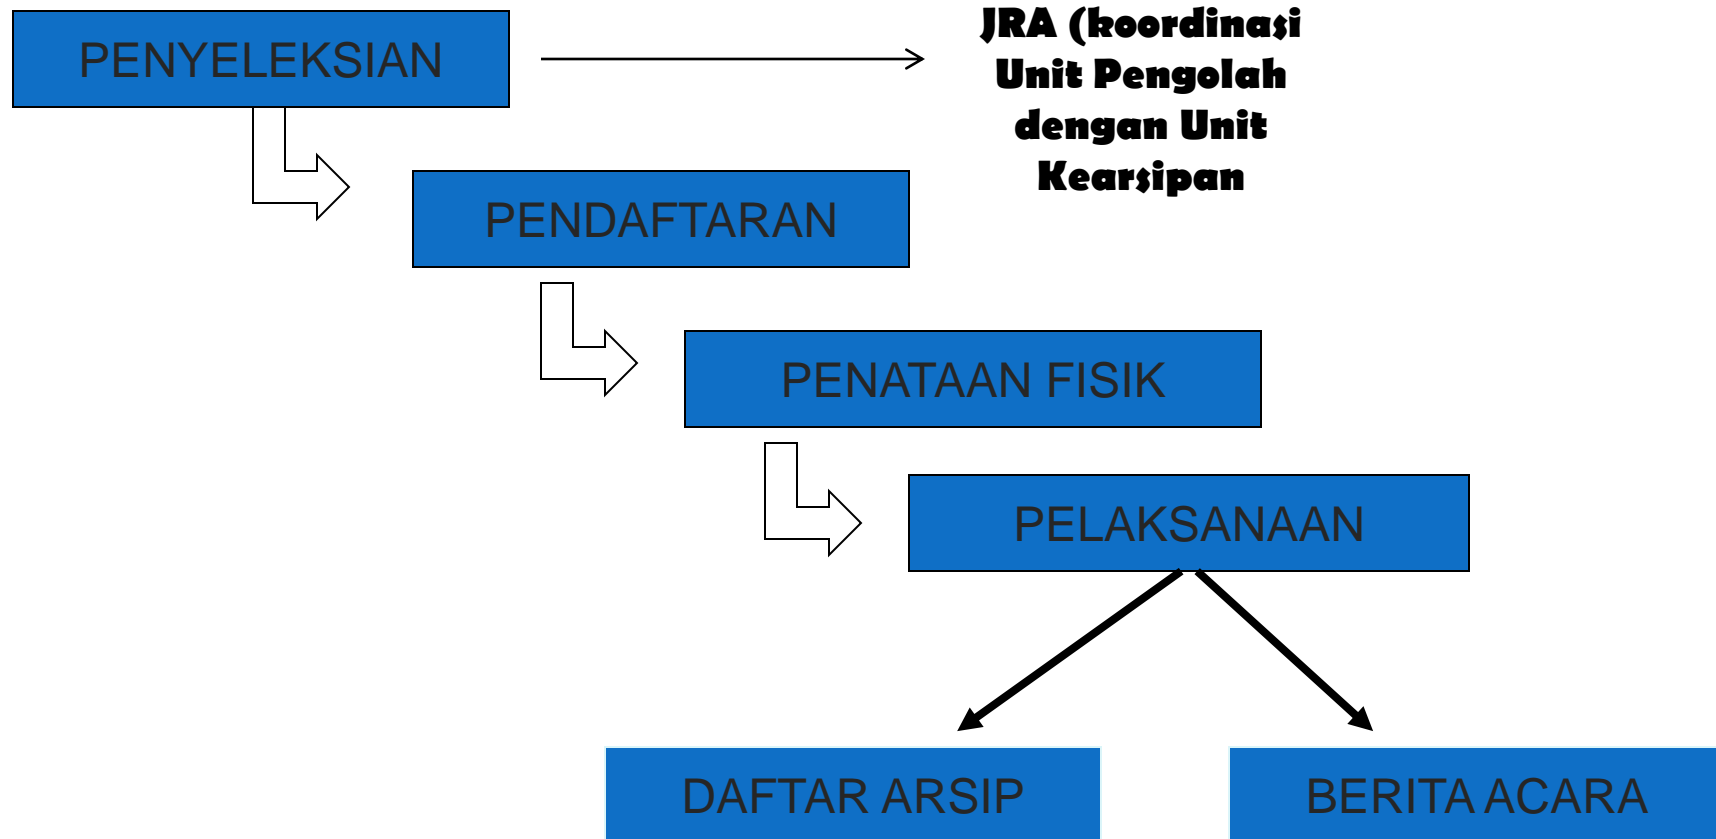 PENYELEKSIAN
JRA (koordinasi
Unit Pengolah
dengan Unit
Kearsipan
PENDAFTARAN
PENATAAN FISIK
PELAKSANAAN
DAFTAR ARSIP
BERITA ACARA